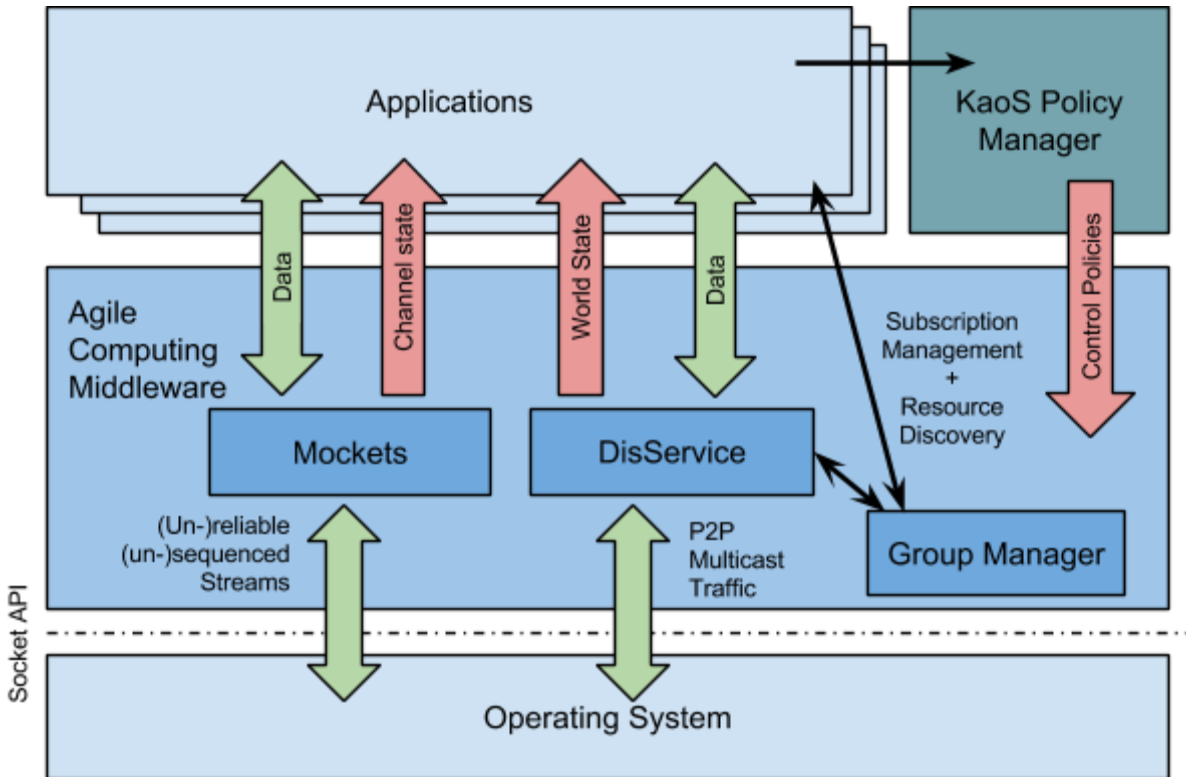 Applications
KaoS Policy
Manager
Data
Channel state
World State
Data
Control Policies
Agile
Computing
Middleware
Subscription
Management
+
Resource
Discovery
Mockets
DisService
(Un-)reliable
(un-)sequenced
Streams
P2P
Multicast
Traffic
Group Manager
Socket API
Operating System